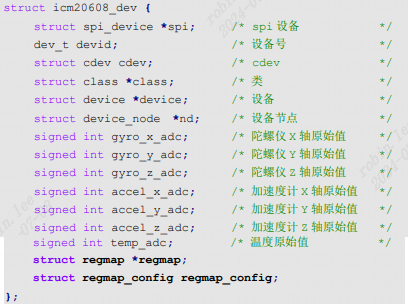 struct icm20608_dev {
    struct spi_device *spi;     /* spi 设备 */
    dev_t devid;                /* 设备号 */
    struct cdev cdev;           /* cdev */
    struct class *class;        /* 类 */
    struct device *device;      /* 设备 */
    struct device_node  *nd;    /* 设备节点 */
    signed int gyro_x_adc;      /* 陀螺仪 X 轴原始值 */
    signed int gyro_y_adc;      /* 陀螺仪 Y 轴原始值 */
    signed int gyro_z_adc;      /* 陀螺仪 Z 轴原始值 */
    signed int accel_x_adc;     /* 加速度计 X 轴原始值 */
    signed int accel_y_adc;     /* 加速度计 Y 轴原始值 */
    signed int accel_z_adc;     /* 加速度计 Z 轴原始值 */
    signed int temp_adc;        /* 温度原始值 */
    struct regmap *regmap;
    struct regmap_config regmap_config;
};